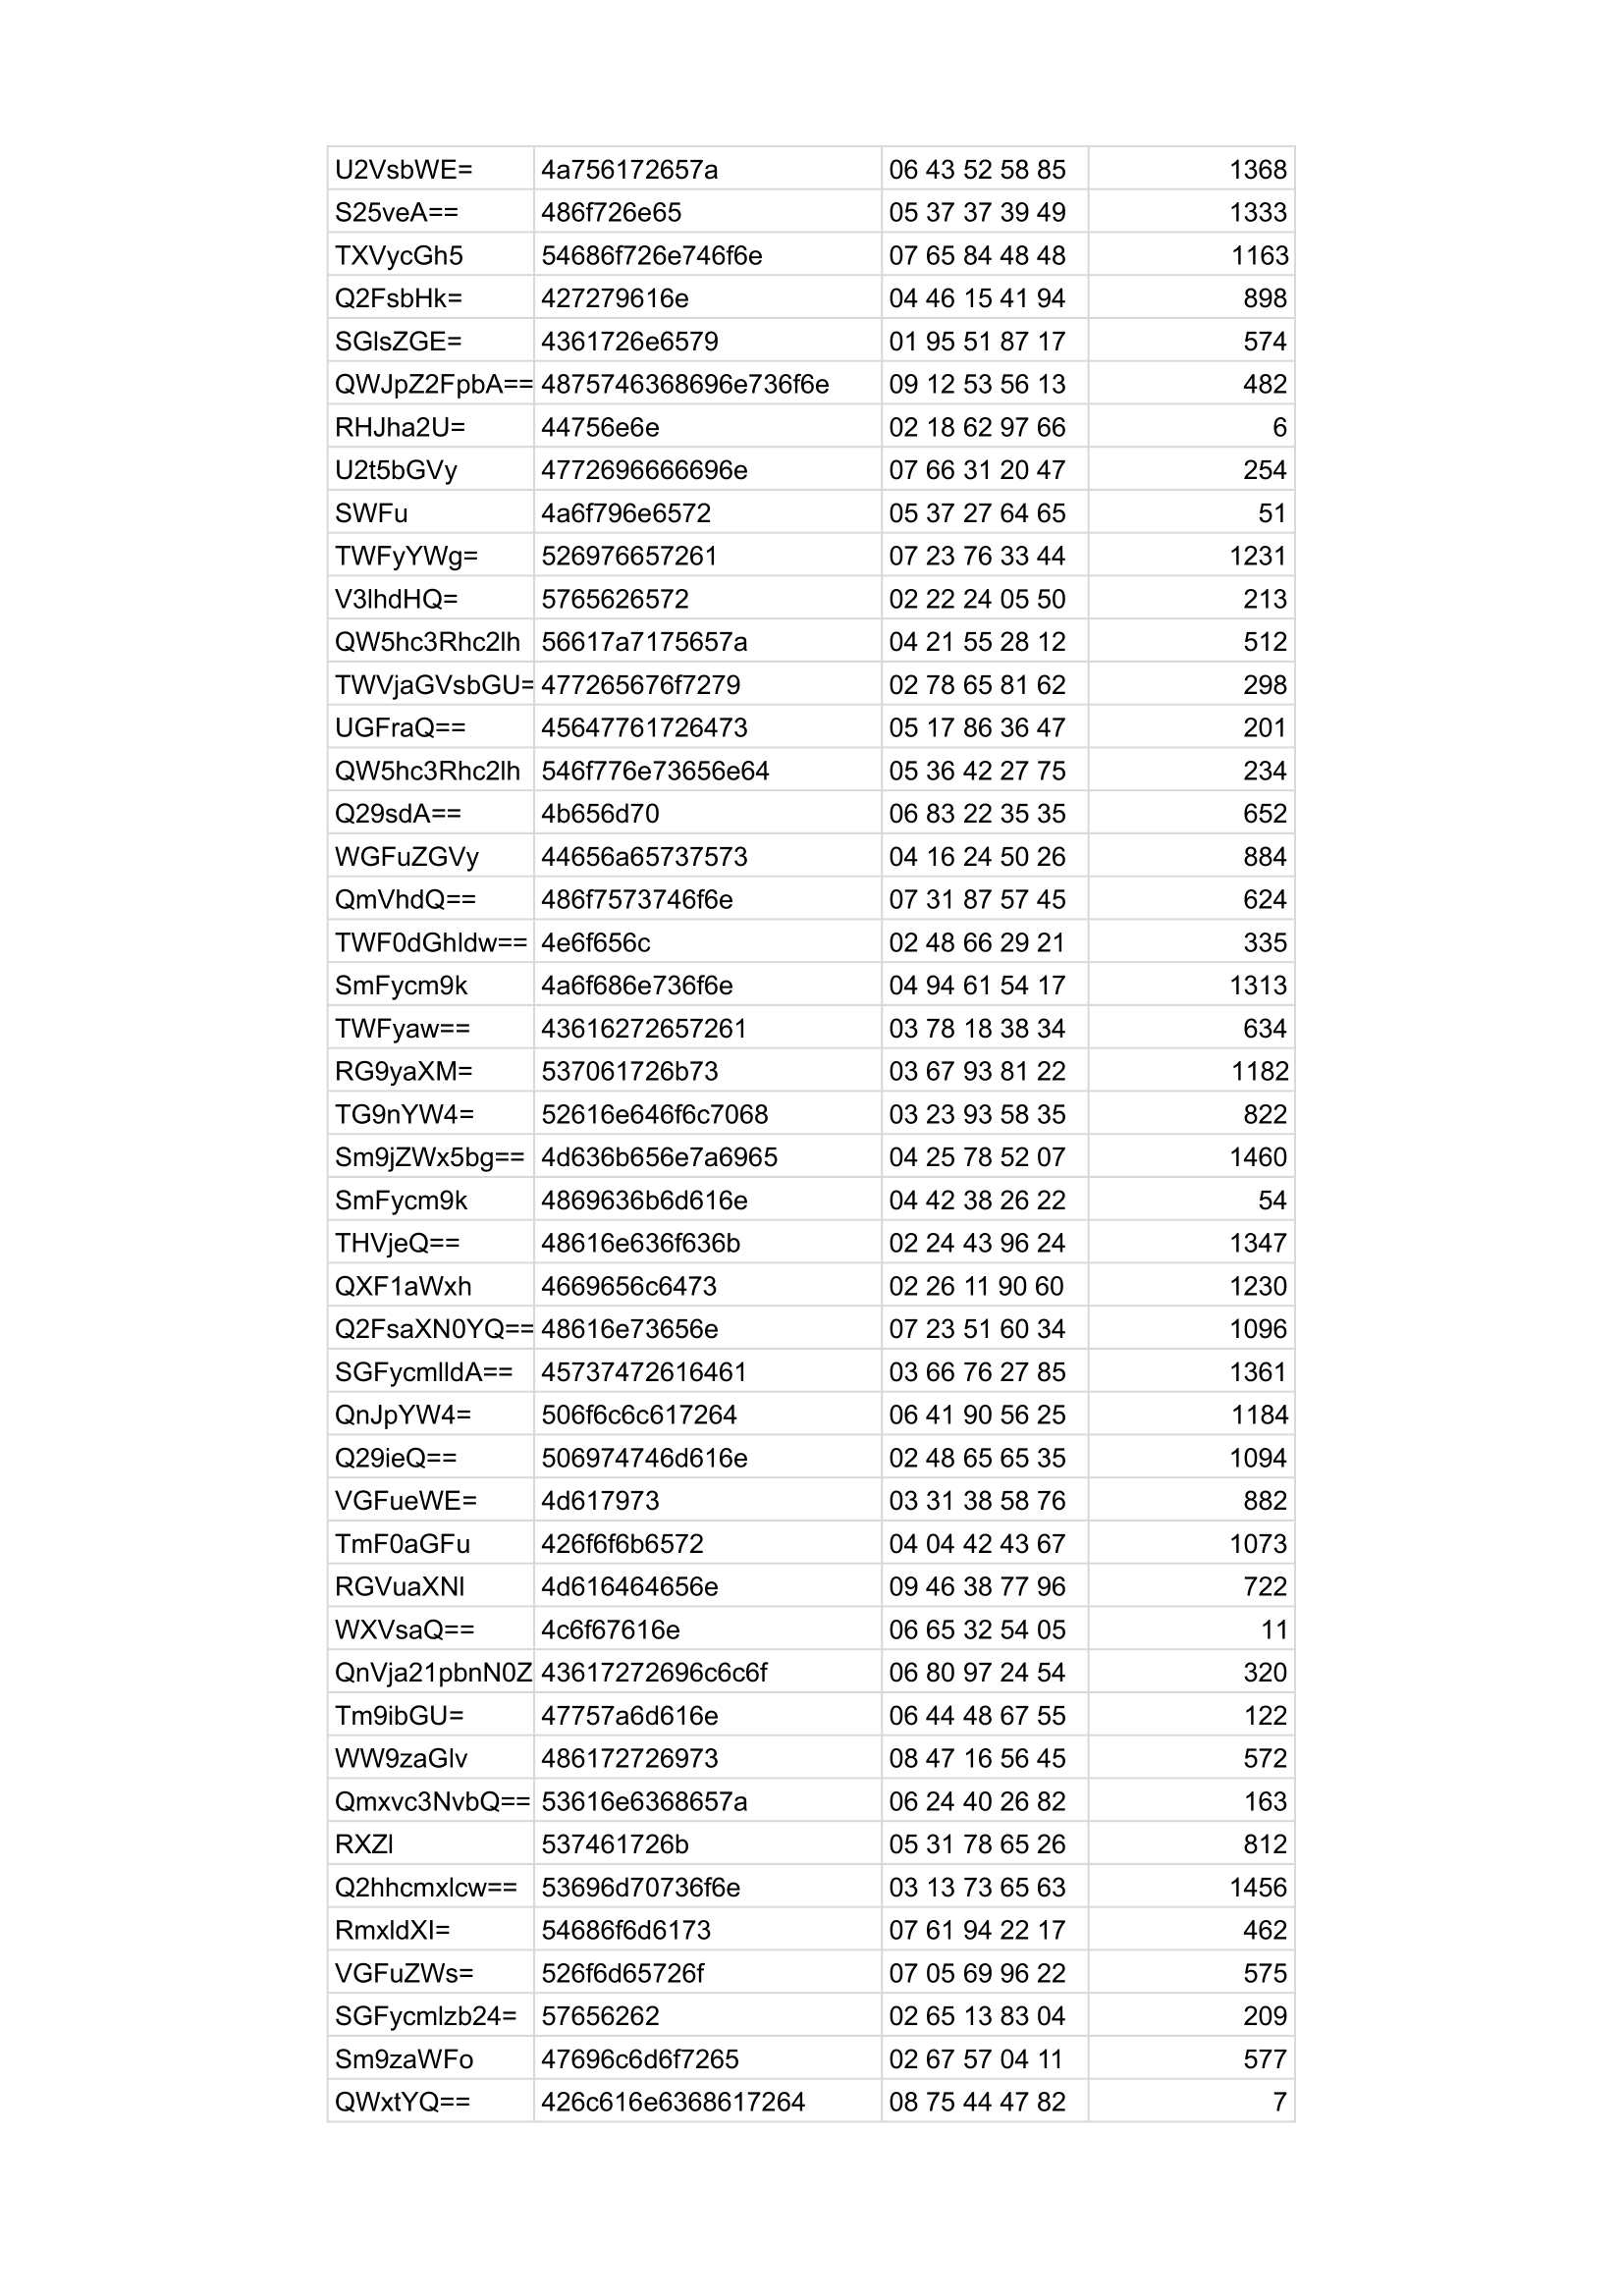 U2VsbWE= 4a756172657a 06 43 52 58 85 1368
S25veA== 486f726e65 05 37 37 39 49 1333
TXVycGh5 54686f726e746f6e 07 65 84 48 48 1163
Q2FsbHk= 427279616e 04 46 15 41 94 898
SGlsZGE= 4361726e6579 01 95 51 87 17 574
QWJpZ2FpbA== 4875746368696e736f6e 09 12 53 56 13 482
RHJha2U= 44756e6e 02 18 62 97 66 6
U2t5bGVy 4772696666696e 07 66 31 20 47 254
SWFu 4a6f796e6572 05 37 27 64 65 51
TWFyYWg= 526976657261 07 23 76 33 44 1231
V3lhdHQ= 5765626572 02 22 24 05 50 213
QW5hc3Rhc2lh 56617a7175657a 04 21 55 28 12 512
TWVjaGVsbGU= 477265676f7279 02 78 65 81 62 298
UGFraQ== 45647761726473 05 17 86 36 47 201
QW5hc3Rhc2lh 546f776e73656e64 05 36 42 27 75 234
Q29sdA== 4b656d70 06 83 22 35 35 652
WGFuZGVy 44656a65737573 04 16 24 50 26 884
QmVhdQ== 486f7573746f6e 07 31 87 57 45 624
TWF0dGhldw== 4e6f656c 02 48 66 29 21 335
SmFycm9k 4a6f686e736f6e 04 94 61 54 17 1313
TWFyaw== 43616272657261 03 78 18 38 34 634
RG9yaXM= 537061726b73 03 67 93 81 22 1182
TG9nYW4= 52616e646f6c7068 03 23 93 58 35 822
Sm9jZWx5bg== 4d636b656e7a6965 04 25 78 52 07 1460
SmFycm9k 4869636b6d616e 04 42 38 26 22 54
THVjeQ== 48616e636f636b 02 24 43 96 24 1347
QXF1aWxh 4669656c6473 02 26 11 90 60 1230
Q2FsaXN0YQ== 48616e73656e 07 23 51 60 34 1096
SGFycmlldA== 45737472616461 03 66 76 27 85 1361
QnJpYW4= 506f6c6c617264 06 41 90 56 25 1184
Q29ieQ== 506974746d616e 02 48 65 65 35 1094
VGFueWE= 4d617973 03 31 38 58 76 882
TmF0aGFu 426f6f6b6572 04 04 42 43 67 1073
RGVuaXNl 4d616464656e 09 46 38 77 96 722
WXVsaQ== 4c6f67616e 06 65 32 54 05 11
QnVja21pbnN0Z 43617272696c6c6f 06 80 97 24 54 320
Tm9ibGU= 47757a6d616e 06 44 48 67 55 122
WW9zaGlv 486172726973 08 47 16 56 45 572
Qmxvc3NvbQ== 53616e6368657a 06 24 40 26 82 163
RXZl 537461726b 05 31 78 65 26 812
Q2hhcmxlcw== 53696d70736f6e 03 13 73 65 63 1456
RmxldXI= 54686f6d6173 07 61 94 22 17 462
VGFuZWs= 526f6d65726f 07 05 69 96 22 575
SGFycmlzb24= 57656262 02 65 13 83 04 209
Sm9zaWFo 47696c6d6f7265 02 67 57 04 11 577
QWxtYQ== 426c616e6368617264 08 75 44 47 82 7